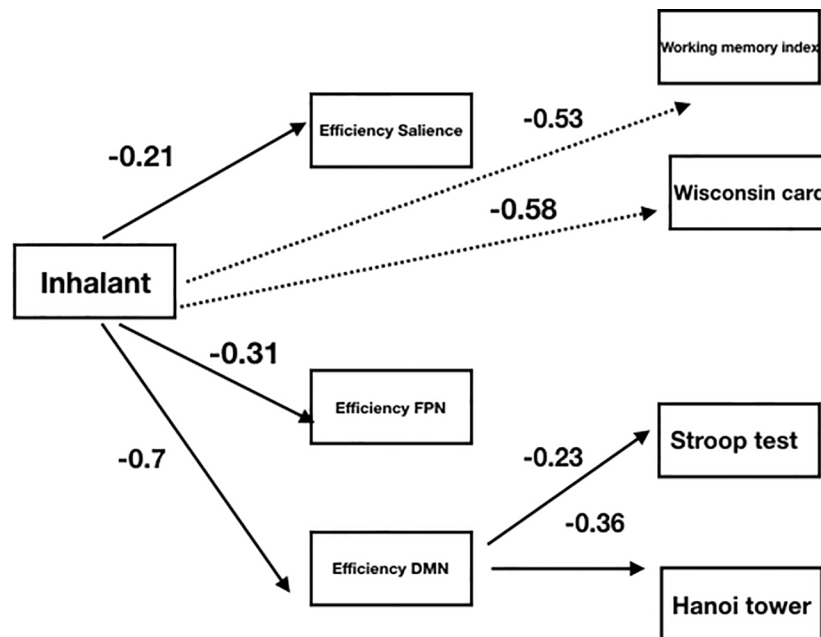 Working memory index
-0.53
Efficiency Salience
-0.21
Wisconsin card
-0.58
Inhalant
-0.31
Efficiency FPN
-0.7
-0.23
Stroop test
-0.36
Efficiency DMN
Hanoi tower